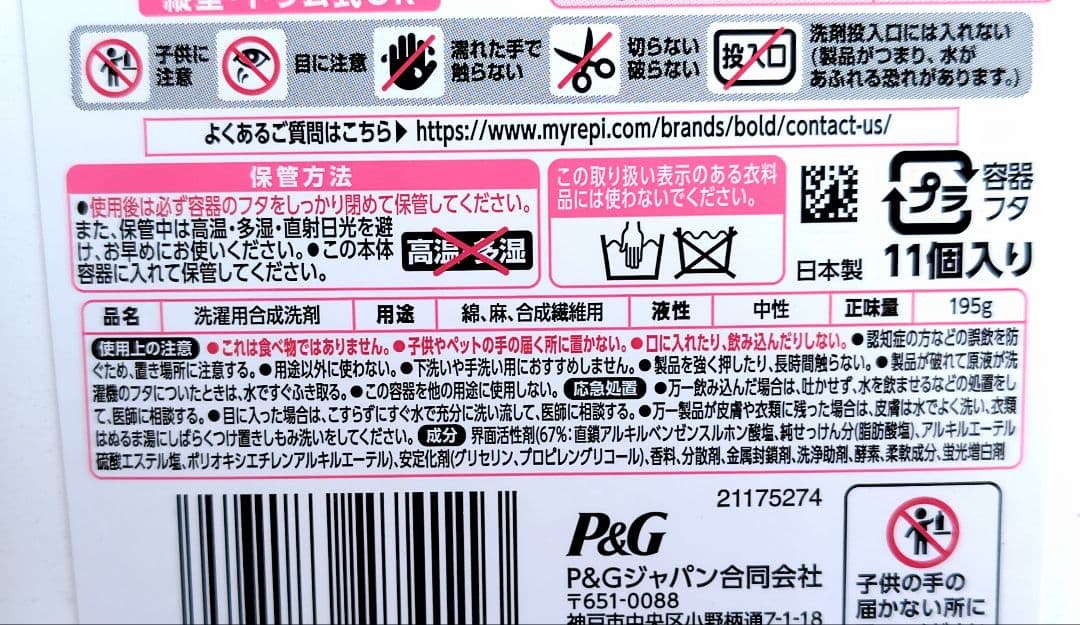 縦型・ドラム式OK
子供に
注意
目に注意
濡れた手で
触らない
切らない
破らない
投入口
洗剤投入口には入れない
(製品がつまり、水が
あふれる恐れがあります。)
よくあるご質問はこちら▶ https://www.myrepi.com/brands/bold/contact-us/
保管方法
●使用後は必ず容器のフタをしっかり閉めて保管してください。
また、保管中は高温・多湿・直射日光を避
け、お早めにお使いください。●この本体
容器に入れて保管してください。
高温 多湿
この取り扱い表示のある衣料
品には使わないでください。
日本製
プラ
容器
フタ
11個入り
品名 洗濯用合成洗剤 用途 綿、麻、合成繊維用 液性 中性 正味量 195g
使用上の注意 ●これは食べ物ではありません。●子供やペットの手の届く所に置かない。●口に入れたり、飲み込んだりしない。●認知症の方などの誤飲を防
ぐため、置き場所に注意する。●用途以外に使わない。●下洗いや手洗い用におすすめしません。●製品を強く押したり、長時間触らない。●製品が破れて原液が洗
濯機のフタについたときは、水ですすぐふき取る。●この容器を他の用途に使用しない。 応急処置 ●万一飲み込んだ場合は、吐かせず、水を飲ませるなどの処置をし
て、医師に相談する。●目に入った場合は、こすらずにすぐ水で充分に洗い流して、医師に相談する。●万一製品が皮膚や衣類に残った場合は、皮膚は水でよく洗い、衣類
はぬるま湯にしばらくつけ置きしもみ洗いをしてください。 成分 界面活性剤(67%:直鎖アルキルベンゼンスルホン酸塩、純せっけん分(脂肪酸塩)、アルキルエーテル
硫酸エステル塩、ポリオキシエチレンアルキルエーテル)、安定化剤(グリセリン、プロピレングリコール)、香料、分散剤、金属封鎖剤、洗浄助剤、酵素、柔軟成分、蛍光増白剤
21175274
P&G
P&Gジャパン合同会社
〒651-0088
神戸市中央区小野柄通7-1-18
子供の手の
届かない所に